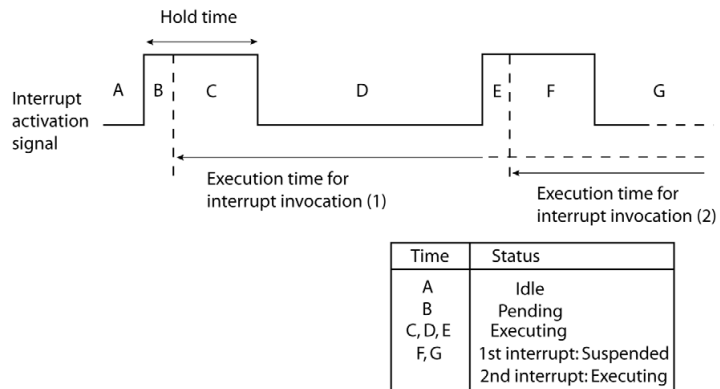 Hold time
A B C D E F G
Interrupt
activation
signal
Execution time for
interrupt invocation (1)
Execution time for
interrupt invocation (2)
Time Status
A Idle
B Pending
C, D, E Executing
F, G 1st interrupt: Suspended
2nd interrupt: Executing